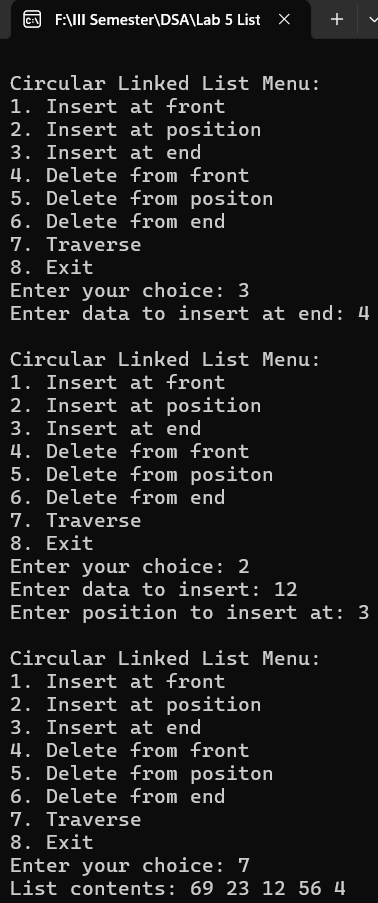 F:\III Semester\DSA\Lab 5 List
Circular Linked List Menu:
1. Insert at front
2. Insert at position
3. Insert at end
4. Delete from front
5. Delete from positon
6. Delete from end
7. Traverse
8. Exit
Enter your choice: 3
Enter data to insert at end: 4
Circular Linked List Menu:
1. Insert at front
2. Insert at position
3. Insert at end
4. Delete from front
5. Delete from positon
6. Delete from end
7. Traverse
8. Exit
Enter your choice: 2
Enter data to insert: 12
Enter position to insert at: 3
Circular Linked List Menu:
1. Insert at front
2. Insert at position
3. Insert at end
4. Delete from front
5. Delete from positon
6. Delete from end
7. Traverse
8. Exit
Enter your choice: 7
List contents: 69 23 12 56 4